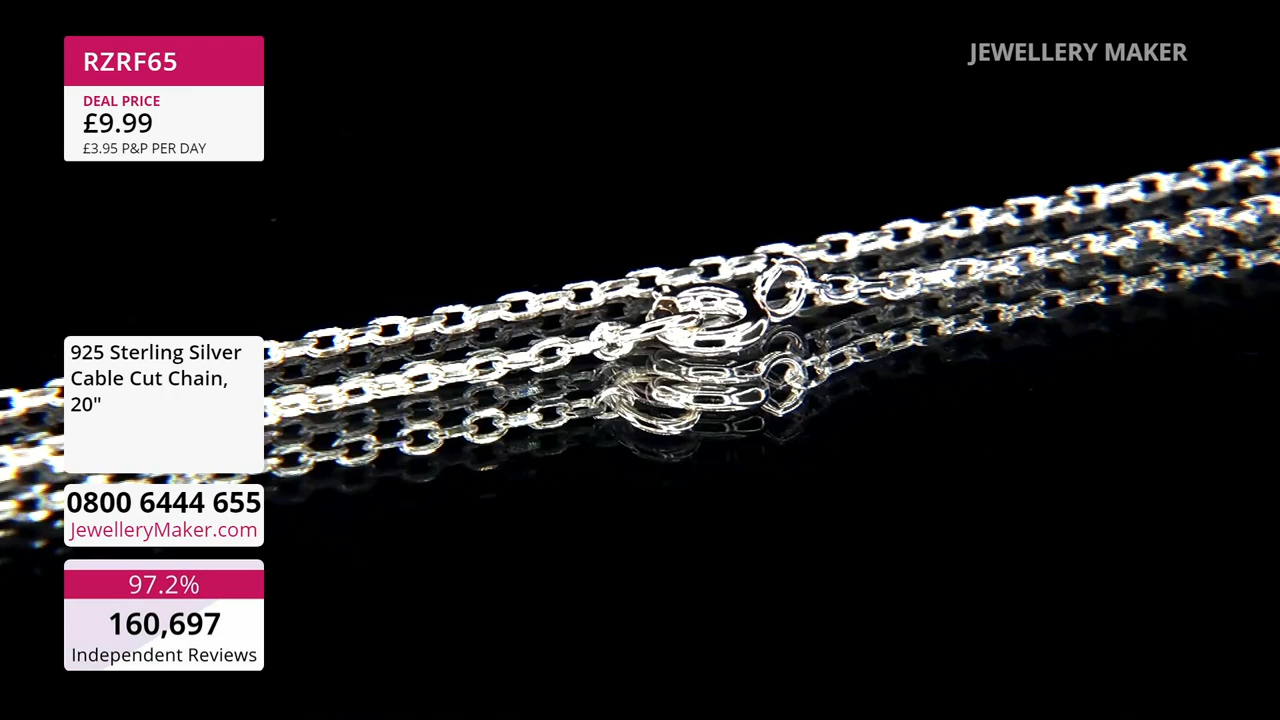 RZRF65
DEAL PRICE
£9.99
£3.95 P&P PER DAY
JEWELLERY MAKER
925 Sterling Silver
Cable Cut Chain,
20"
0800 6444 655
JewelleryMaker.com
97.2%
160,697
Independent Reviews